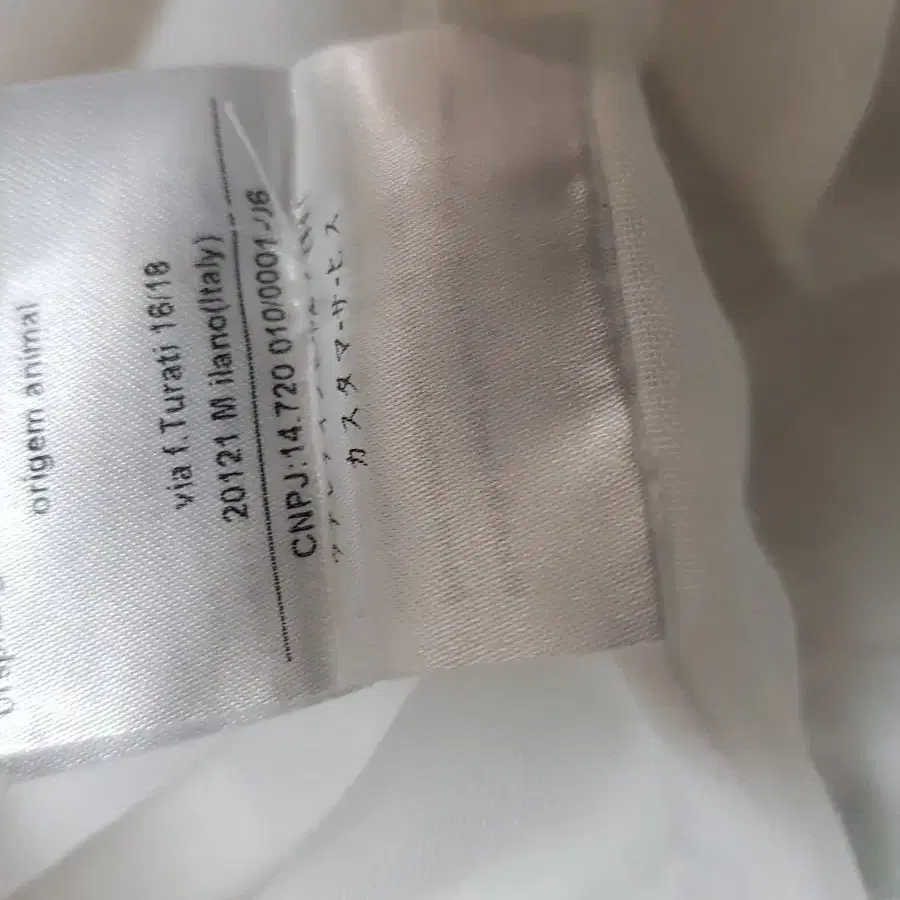 origem animal
via f.Turati 16/18
20121 Milano(Italy)
CNPJ:14.720 010/0001-
カスタマーサービス